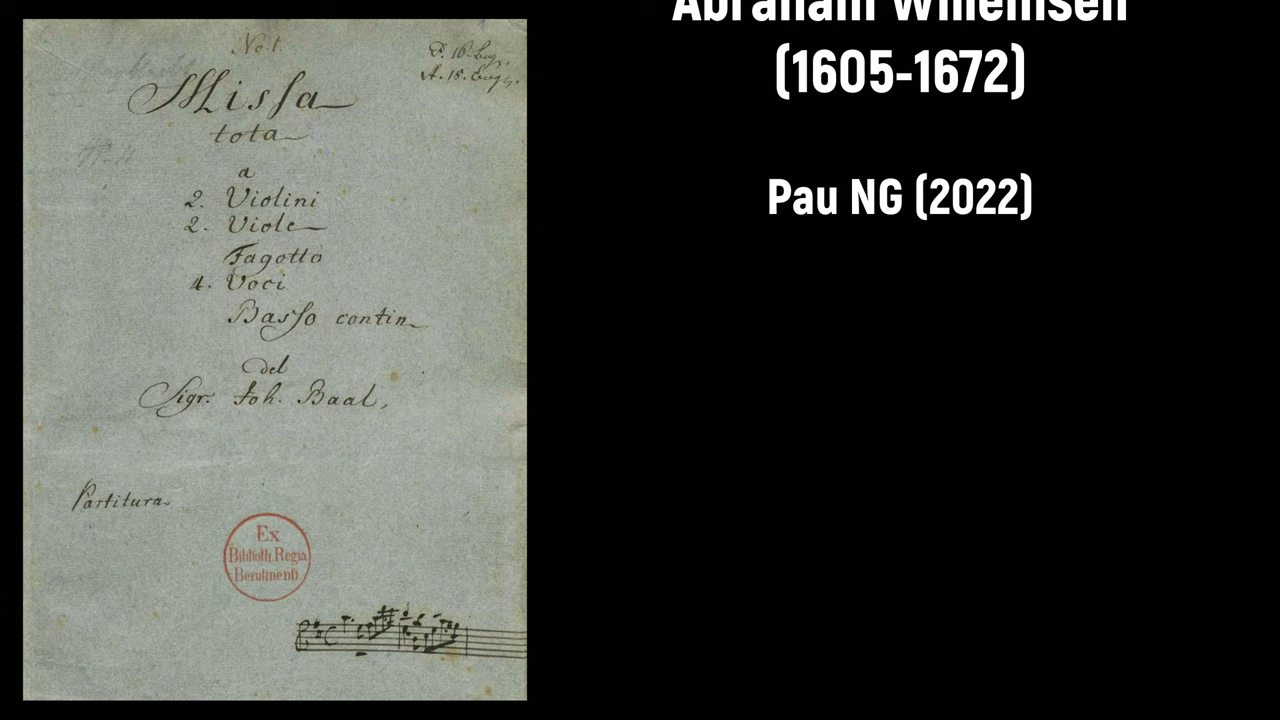 No. 1.
Missa
tota
a
2. Violini
2. Viole
Fagotto
4. Voci
Basso contin.
del
Sigr. Joh. Baal,
Partitura
Ex
Biblioth. Regia
Berolinensi.
Abraham Willemsen
(1605-1672)
Pau NG (2022)